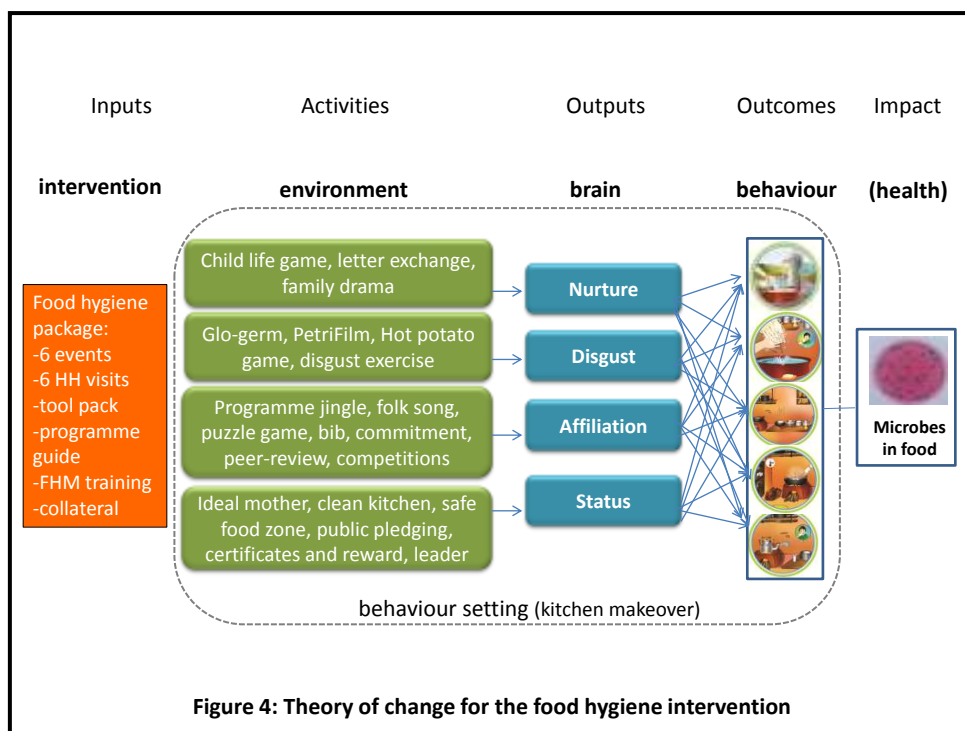 Inputs Activities Outputs Outcomes Impact
intervention environment brain behaviour (health)
Food hygiene
package:
-6 events
-6 HH visits
-tool pack
-programme
guide
-FHM training
-collateral
Child life game, letter exchange,
family drama
Glo-germ, PetriFilm, Hot potato
game, disgust exercise
Programme jingle, folk song,
puzzle game, bib, commitment,
peer-review, competitions
Ideal mother, clean kitchen, safe
food zone, public pledging,
certificates and reward, leader
Nurture
Disgust
Affiliation
Status
Microbes
in food
behaviour setting (kitchen makeover)
Figure 4: Theory of change for the food hygiene intervention